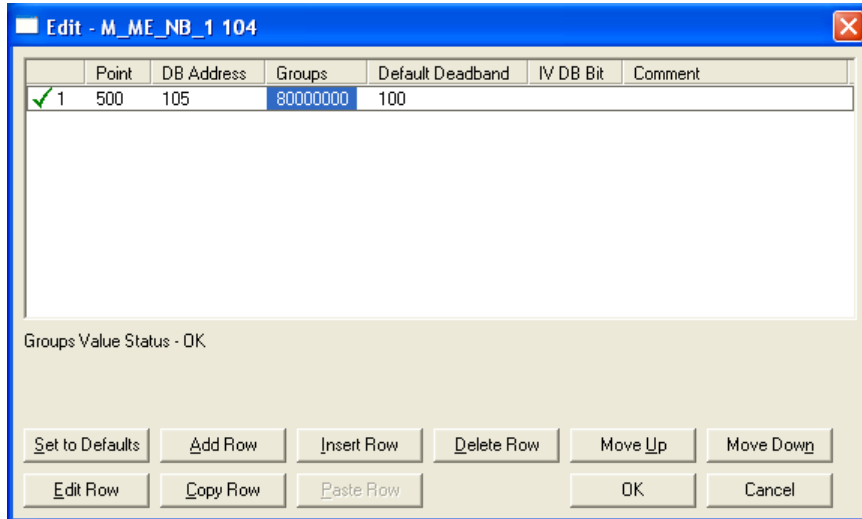 Edit - M_ME_NB_1 104
Point DB Address Groups Default Deadband IV DB Bit Comment
1 500 105 80000000 100
Groups Value Status - OK
Set to Defaults Add Row Insert Row Delete Row Move Up Move Down
Edit Row Copy Row Paste Row OK Cancel